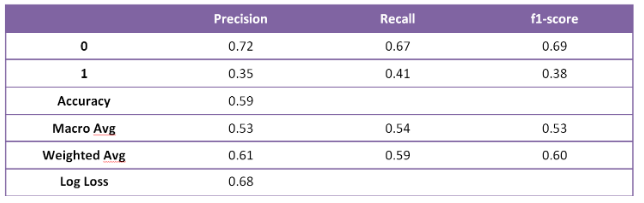 Precision Recall f1-score
0 0.72 0.67 0.69
1 0.35 0.41 0.38
Accuracy 0.59
Macro Avg 0.53 0.54 0.53
Weighted Avg 0.61 0.59 0.60
Log Loss 0.68